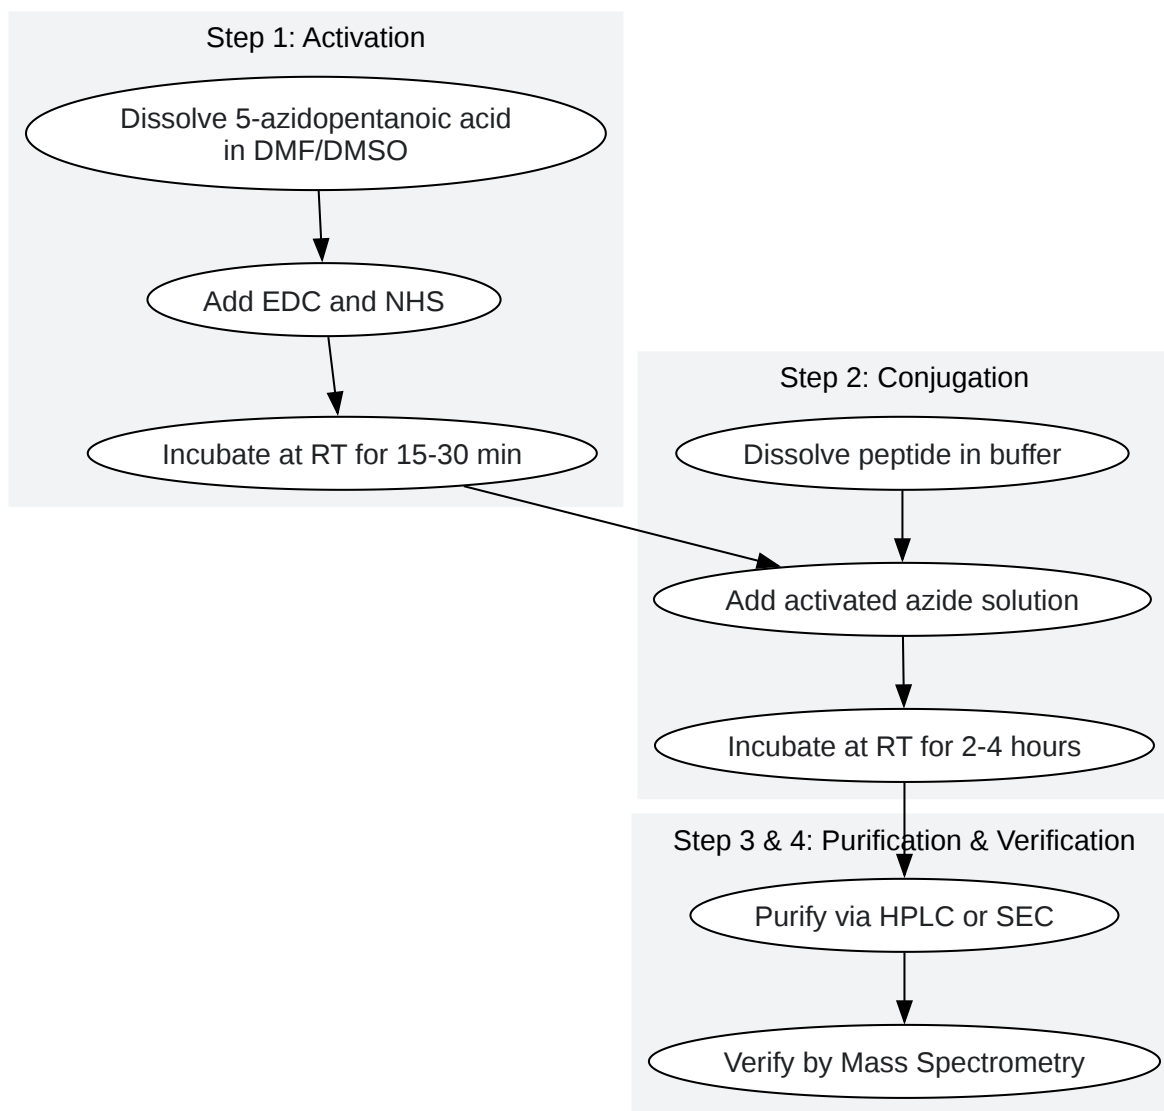 Step 1: Activation
Dissolve 5-azidopentanoic acid
in DMF/DMSO
Add EDC and NHS
Incubate at RT for 15-30 min
Step 2: Conjugation
Dissolve peptide in buffer
Add activated azide solution
Incubate at RT for 2-4 hours
Step 3 & 4: Purification & Verification
Purify via HPLC or SEC
Verify by Mass Spectrometry